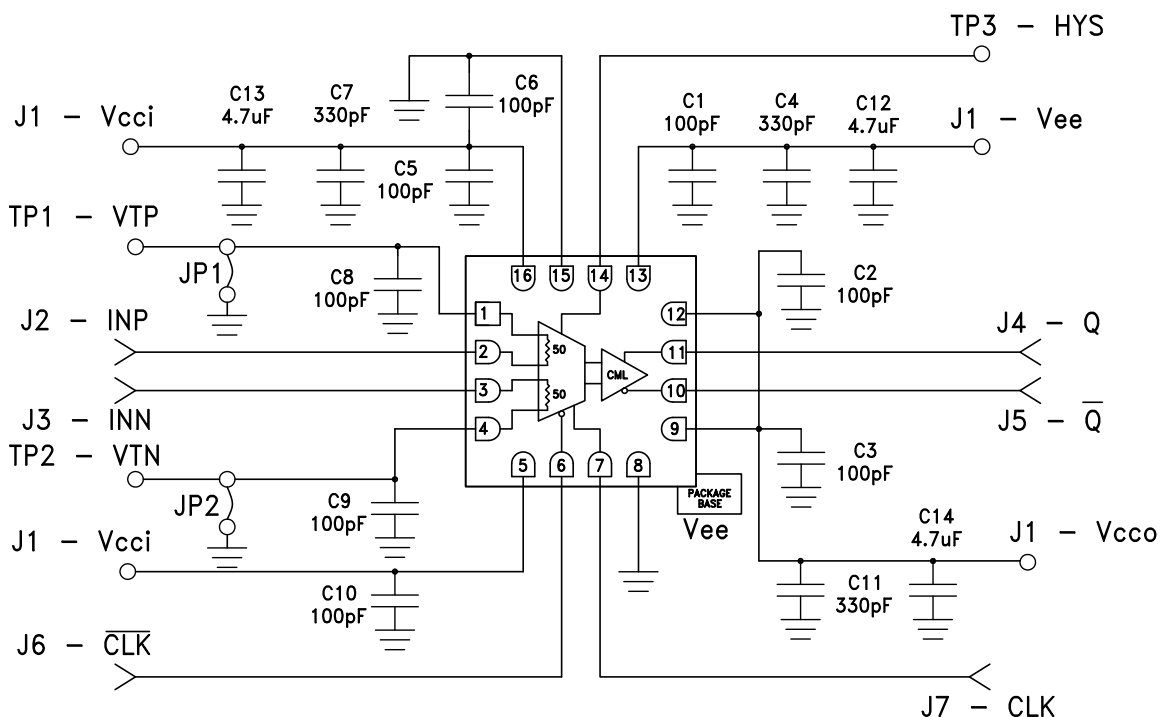 TP3 - HYS
C6
100pF
C13
4.7uF
C7
330pF
J1 - Vcci
C1
100pF
C4
330pF
C12
4.7uF
J1 - Vee
C5
100pF
TP1 - VTP
JP1
C8
100pF
16
15
14
13
C2
100pF
J2 - INP
1
12
J4 - Q
2
50
11
CML
3
50
10
J3 - INN
J5 - Q̅
4
9
TP2 - VTN
C3
100pF
5
6
7
8
JP2
C9
100pF
PACKAGE
BASE
Vee
C14
4.7uF
J1 - Vcco
J1 - Vcci
C10
100pF
C11
330pF
J6 - C̅L̅K̅
J7 - CLK